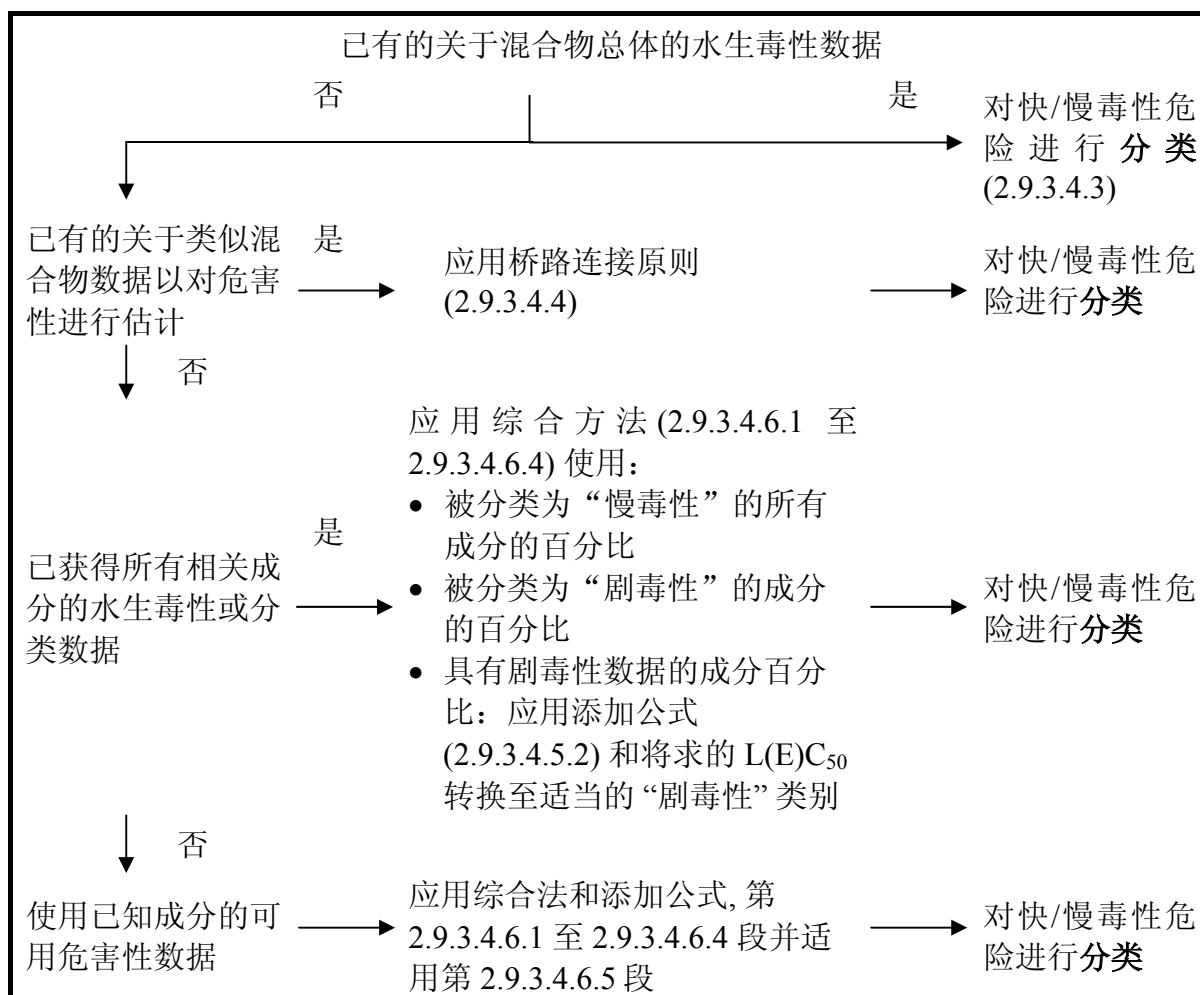 已有的关于混合物总体的水生毒性数据
否
是
对快/慢毒性危
险进行分类
(2.9.3.4.3)
已有的关于类似混
合物数据以对危害
性进行估计
是
应用桥路连接原则
(2.9.3.4.4)
对快/慢毒性危
险进行分类
否
已获得所有相关成
分的水生毒性或分
类数据
是
应用综合方法(2.9.3.4.6.1 至
2.9.3.4.6.4) 使用：
• 被分类为“慢毒性”的所有
成分的百分比
• 被分类为“剧毒性”的成分
的百分比
• 具有剧毒性数据的成分百分
比：应用添加公式
(2.9.3.4.5.2) 和将求的 L(E)C₅₀
转换至适当的 “剧毒性” 类别
对快/慢毒性危
险进行分类
否
使用已知成分的可
用危害性数据
应用综合法和添加公式, 第
2.9.3.4.6.1 至 2.9.3.4.6.4 段并适
用第 2.9.3.4.6.5 段
对快/慢毒性危
险进行分类